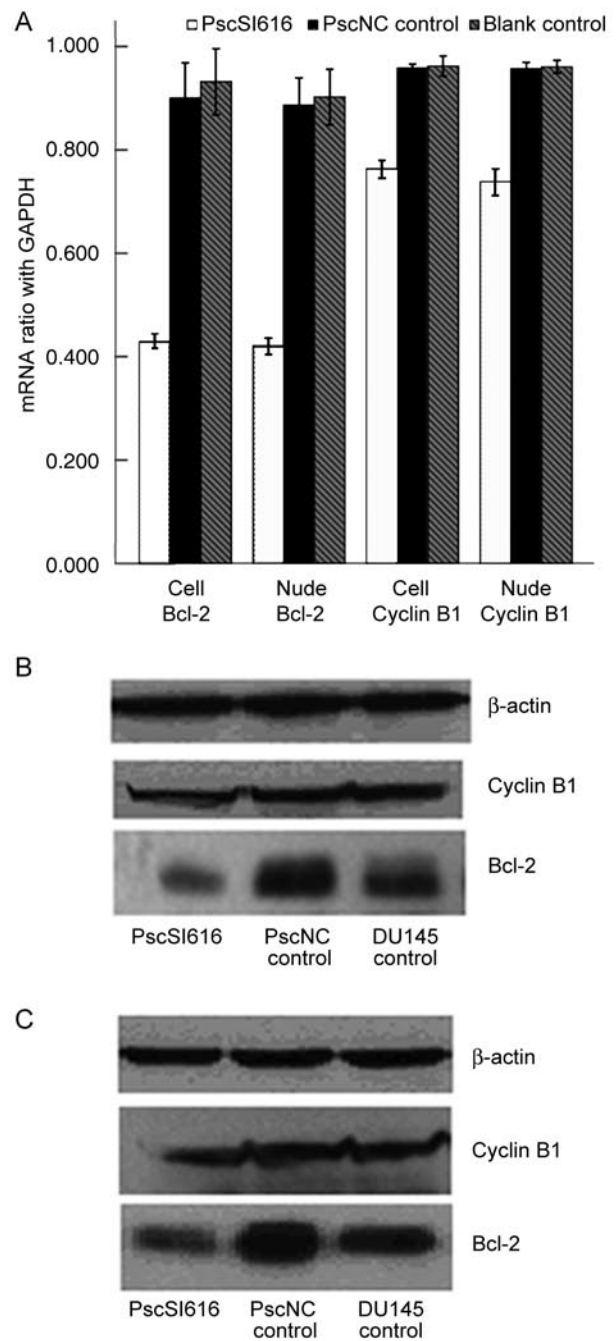 A
PscSI616 PscNC control Blank control
mRNA ratio with GAPDH
1.000
0.800
0.600
0.400
0.200
0.000
Cell Bcl-2
Nude Bcl-2
Cell Cyclin B1
Nude Cyclin B1
B
β-actin
Cyclin B1
Bcl-2
PscSI616
PscNC control
DU145 control
C
β-actin
Cyclin B1
Bcl-2
PscSI616
PscNC control
DU145 control